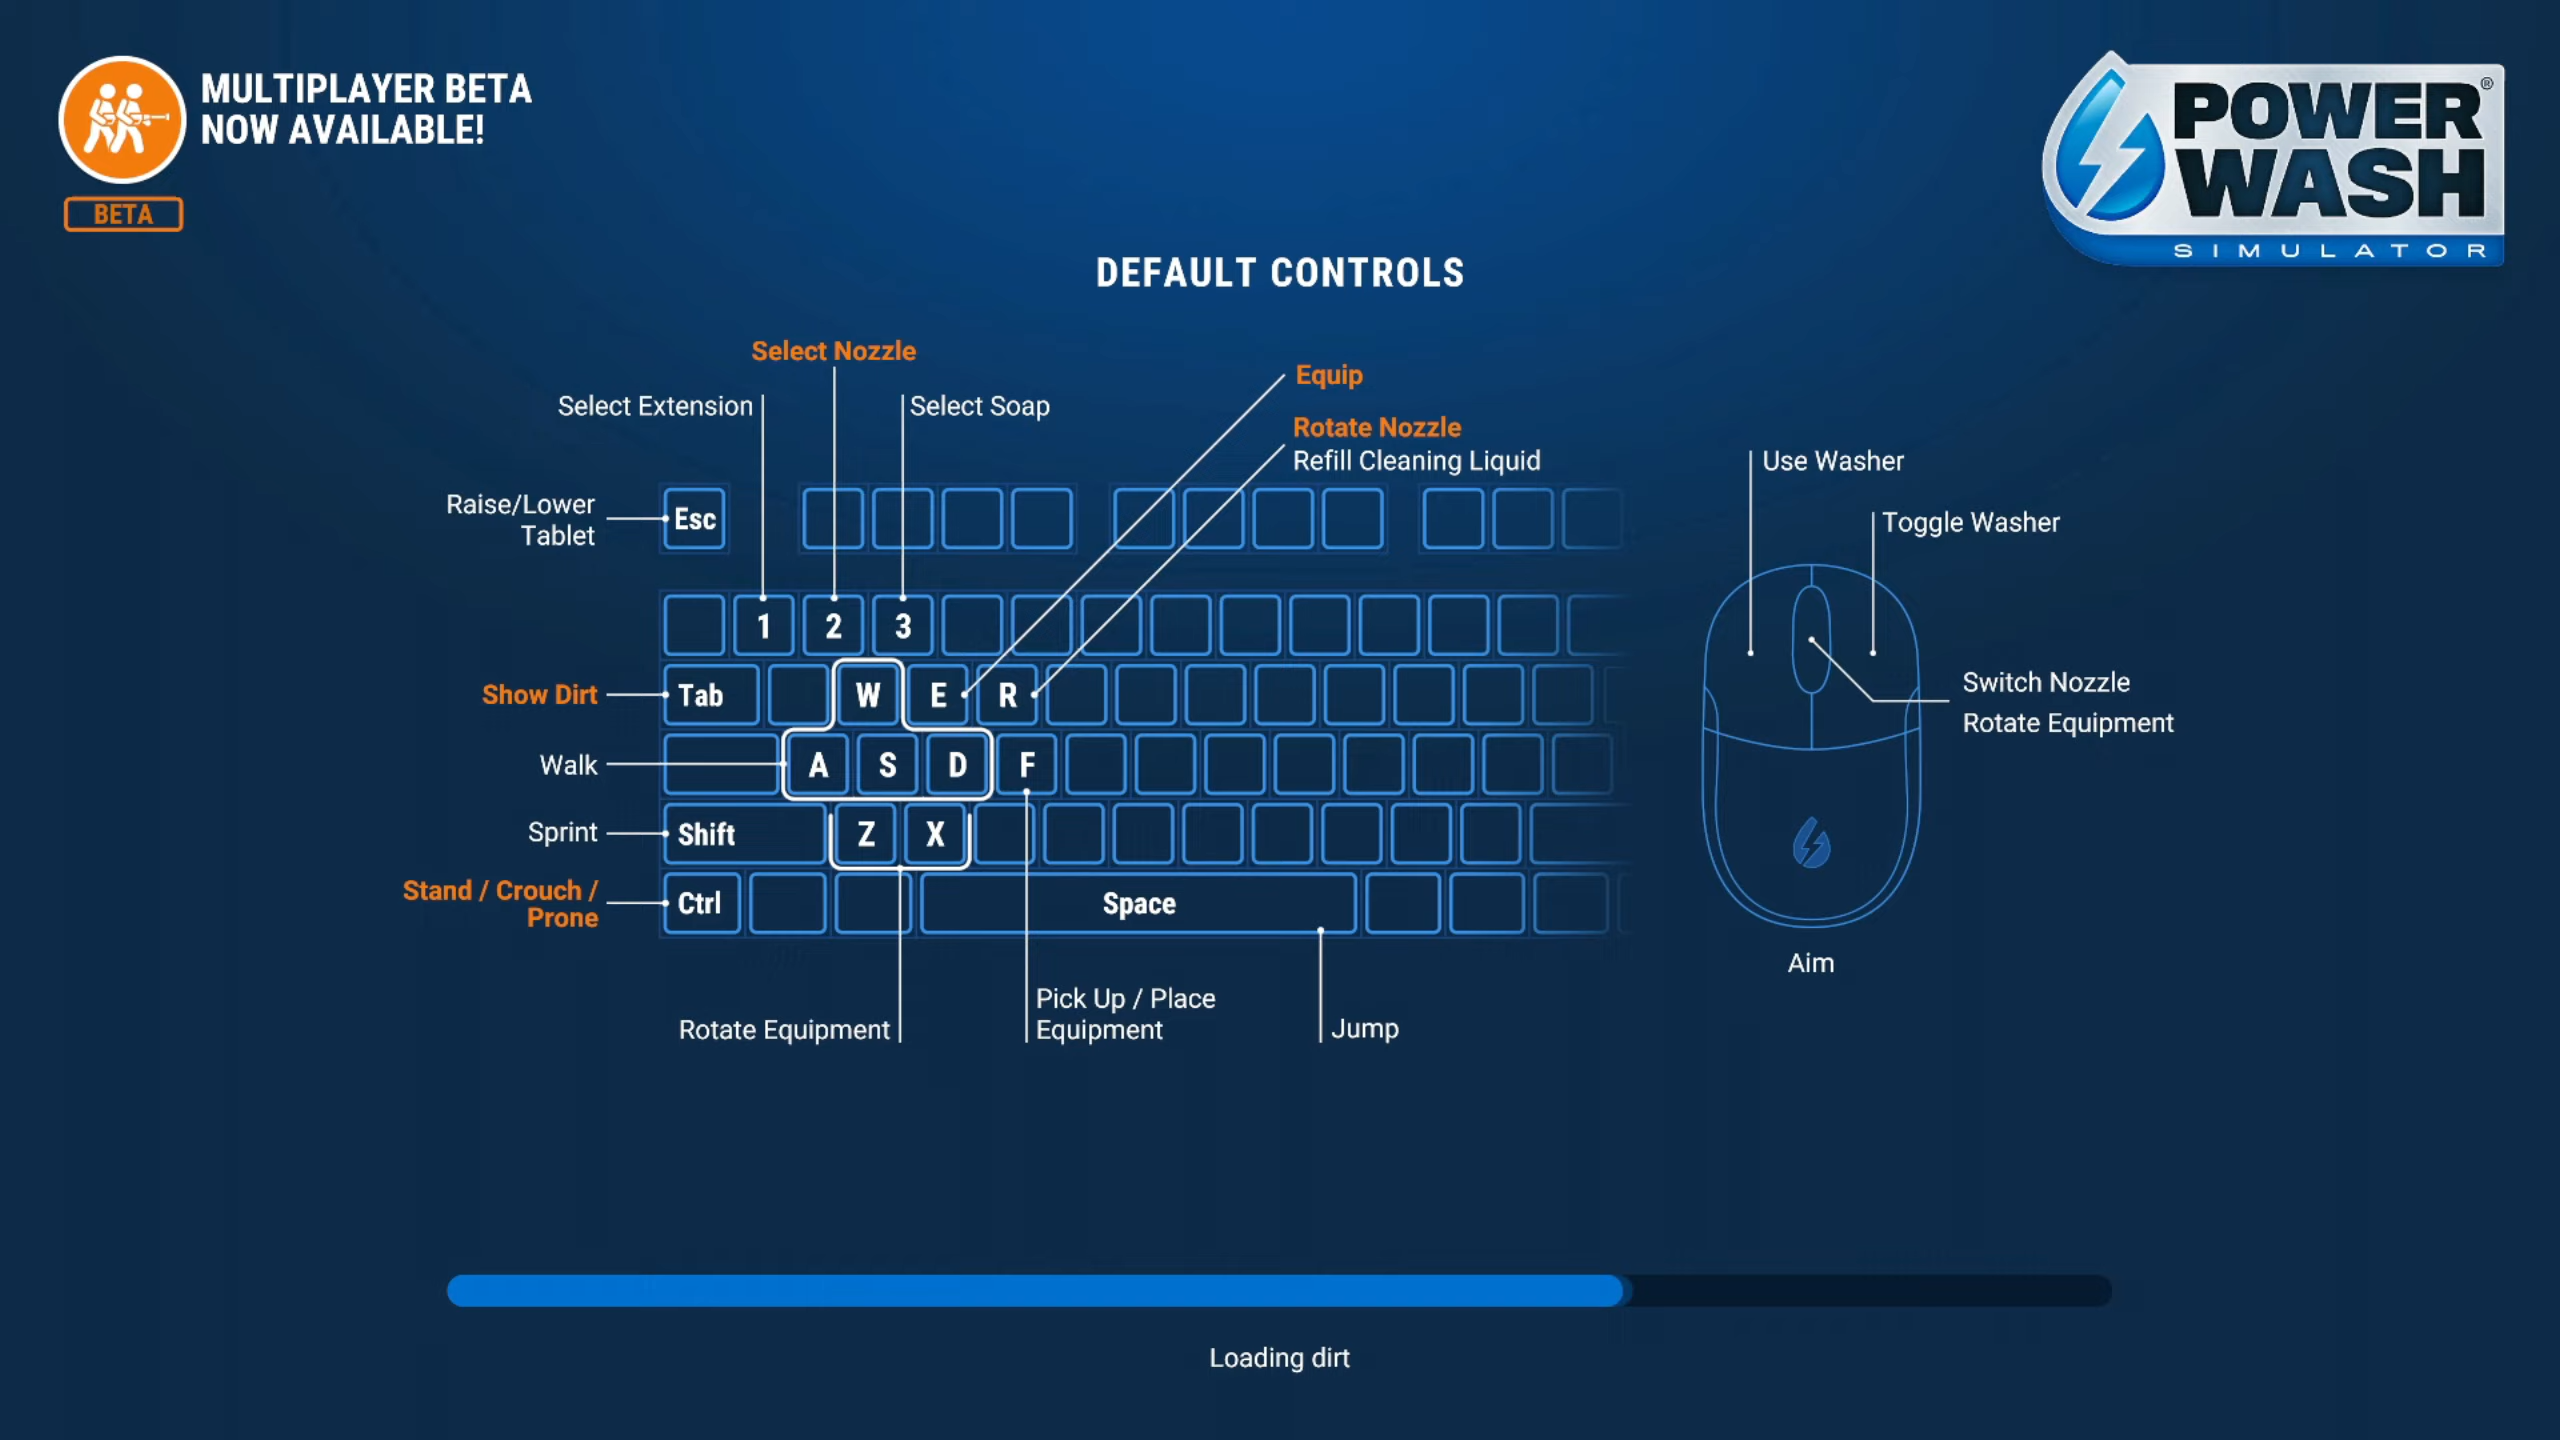 MULTIPLAYER BETA
NOW AVAILABLE!
BETA
POWER®
WASH
SIMULATOR
DEFAULT CONTROLS
Select Nozzle
Select Extension
Select Soap
Equip
Rotate Nozzle
Refill Cleaning Liquid
Raise/Lower
Tablet
Esc
1 2 3
Show Dirt
Tab W E R
Walk
A S D F
Sprint
Shift Z X
Stand / Crouch /
Prone
Ctrl Space
Rotate Equipment
Pick Up / Place
Equipment
Jump
Use Washer
Toggle Washer
Switch Nozzle
Rotate Equipment
Aim
Loading dirt